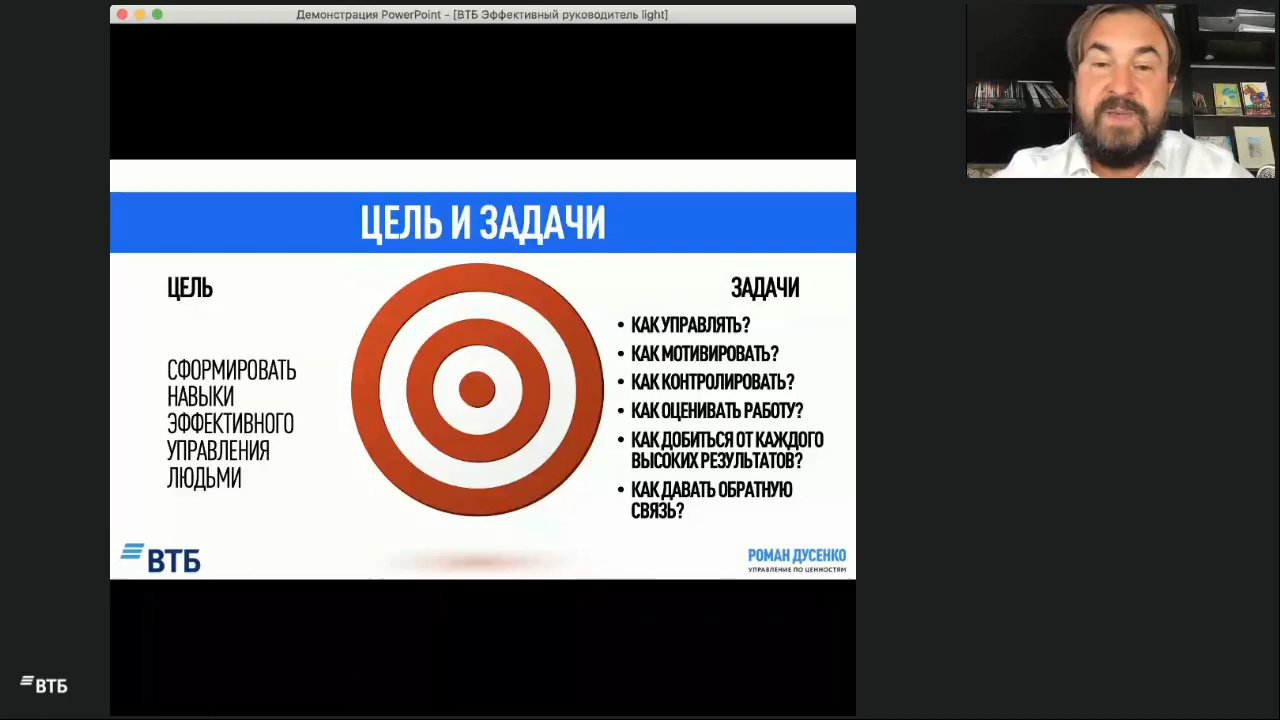 Демонстрация PowerPoint - [ВТБ Эффективный руководитель light]
ЦЕЛЬ И ЗАДАЧИ
ЦЕЛЬ
СФОРМИРОВАТЬ
НАВЫКИ
ЭФФЕКТИВНОГО
УПРАВЛЕНИЯ
ЛЮДЬМИ
ЗАДАЧИ
• КАК УПРАВЛЯТЬ?
• КАК МОТИВИРОВАТЬ?
• КАК КОНТРОЛИРОВАТЬ?
• КАК ОЦЕНИВАТЬ РАБОТУ?
• КАК ДОБИТЬСЯ ОТ КАЖДОГО
ВЫСОКИХ РЕЗУЛЬТАТОВ?
• КАК ДАВАТЬ ОБРАТНУЮ
СВЯЗЬ?
ВТБ
РОМАН ДУСЕНКО
УПРАВЛЕНИЕ ПО ЦЕННОСТЯМ
ВТБ